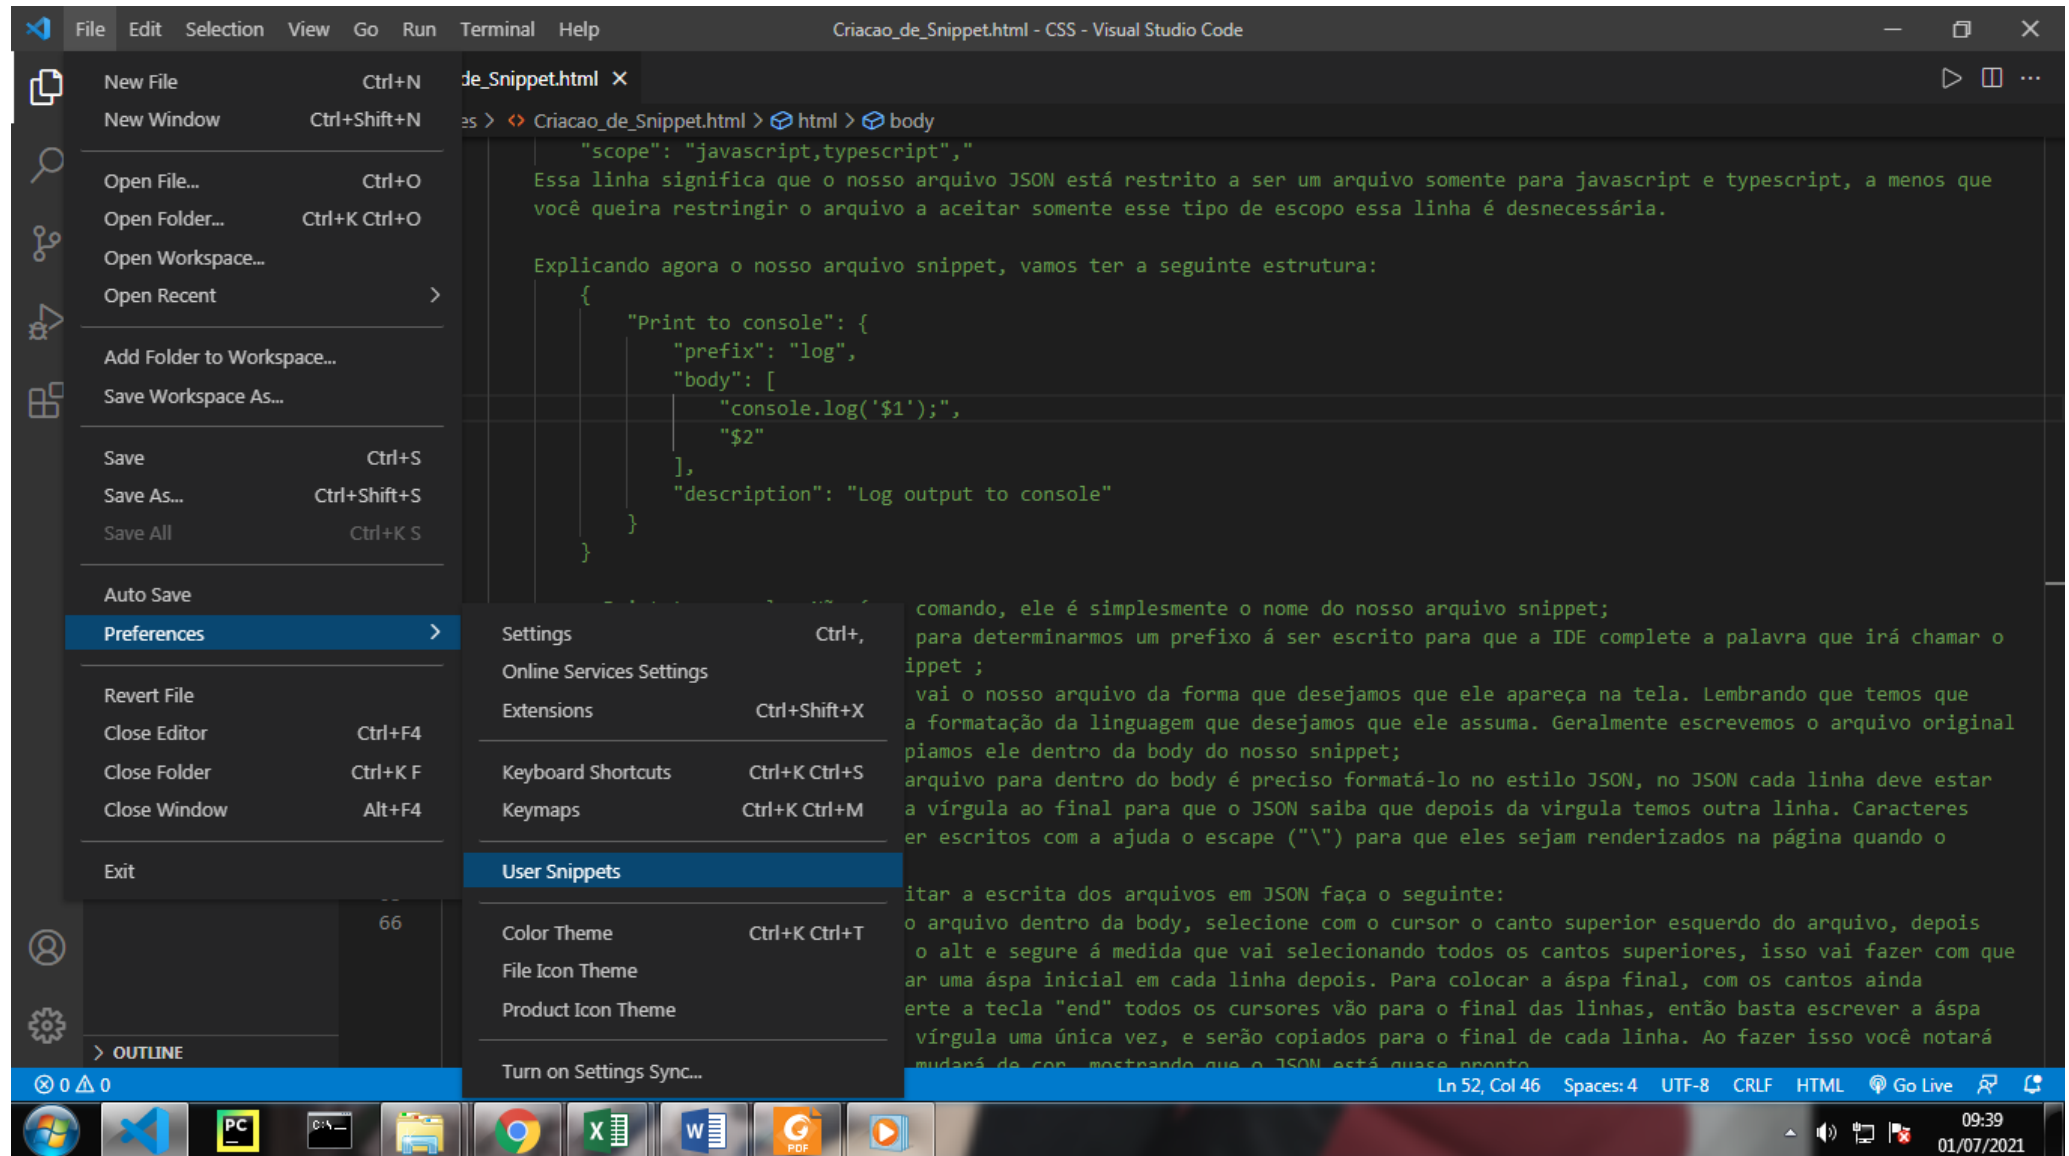 File Edit Selection View Go Run Terminal Help
Criacao_de_Snippet.html - CSS - Visual Studio Code
New File Ctrl+N
New Window Ctrl+Shift+N
Open File... Ctrl+O
Open Folder... Ctrl+K Ctrl+O
Open Workspace...
Open Recent
Add Folder to Workspace...
Save Workspace As...
Save Ctrl+S
Save As... Ctrl+Shift+S
Save All Ctrl+K S
Auto Save
Preferences
Revert File
Close Editor Ctrl+F4
Close Folder Ctrl+K F
Close Window Alt+F4
Exit
Settings Ctrl+,
Online Services Settings
Extensions Ctrl+Shift+X
Keyboard Shortcuts Ctrl+K Ctrl+S
Keymaps Ctrl+K Ctrl+M
User Snippets
Color Theme Ctrl+K Ctrl+T
File Icon Theme
Product Icon Theme
Turn on Settings Sync...
de_Snippet.html
es > Criacao_de_Snippet.html > html > body
"scope": "javascript,typescript","
Essa linha significa que o nosso arquivo JSON está restrito a ser um arquivo somente para javascript e typescript, a menos que
você queira restringir o arquivo a aceitar somente esse tipo de escopo essa linha é desnecessária.
Explicando agora o nosso arquivo snippet, vamos ter a seguinte estrutura:
{
"Print to console": {
"prefix": "log",
"body": [
"console.log('$1');",
"$2"
],
"description": "Log output to console"
}
}
comando, ele é simplesmente o nome do nosso arquivo snippet;
para determinarmos um prefixo á ser escrito para que a IDE complete a palavra que irá chamar o
ippet ;
vai o nosso arquivo da forma que desejamos que ele apareça na tela. Lembrando que temos que
a formatação da linguagem que desejamos que ele assuma. Geralmente escrevemos o arquivo original
piamos ele dentro da body do nosso snippet;
arquivo para dentro do body é preciso formatá-lo no estilo JSON, no JSON cada linha deve estar
a vírgula ao final para que o JSON saiba que depois da virgula temos outra linha. Caracteres
er escritos com a ajuda o escape ("\") para que eles sejam renderizados na página quando o
itar a escrita dos arquivos em JSON faça o seguinte:
o arquivo dentro da body, selecione com o cursor o canto superior esquerdo do arquivo, depois
o alt e segure á medida que vai selecionando todos os cantos superiores, isso vai fazer com que
ar uma áspa inicial em cada linha depois. Para colocar a áspa final, com os cantos ainda
erte a tecla "end" todos os cursores vão para o final das linhas, então basta escrever a áspa
vírgula uma única vez, e serão copiados para o final de cada linha. Ao fazer isso você notará
mudará de cor, mostrando que o JSON está quase pronto
66
> OUTLINE
0 0
Ln 52, Col 46 Spaces: 4 UTF-8 CRLF HTML Go Live
PC
C:\_
PDF
09:39
01/07/2021